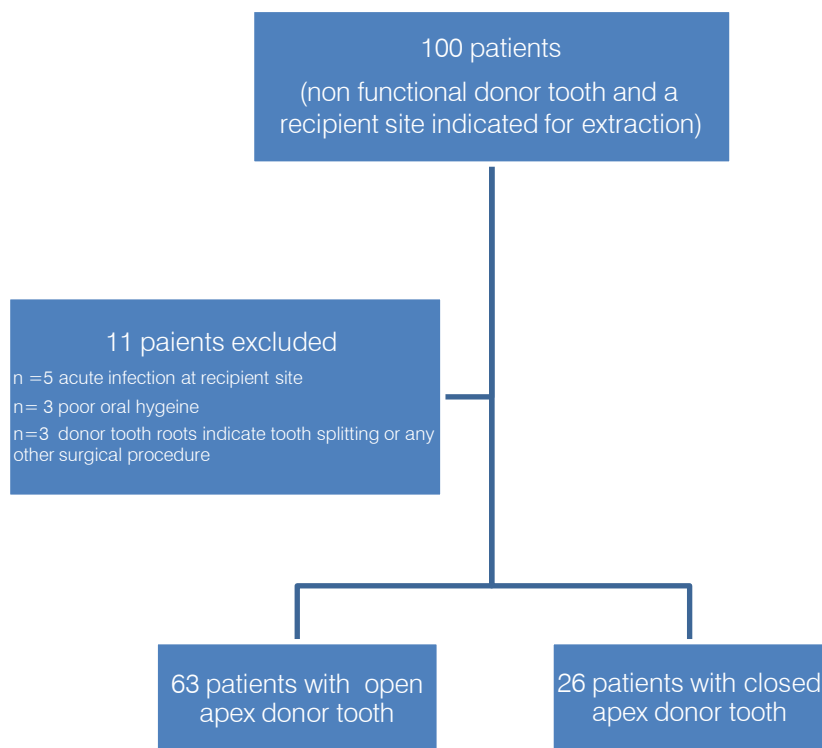 100 patients
(non functional donor tooth and a
recipient site indicated for extraction)
11 paients excluded
n =5 acute infection at recipient site
n= 3 poor oral hygeine
n=3  donor tooth roots indicate tooth splitting or any
other surgical procedure
63 patients with  open
apex donor tooth
26 patients with closed
apex donor tooth